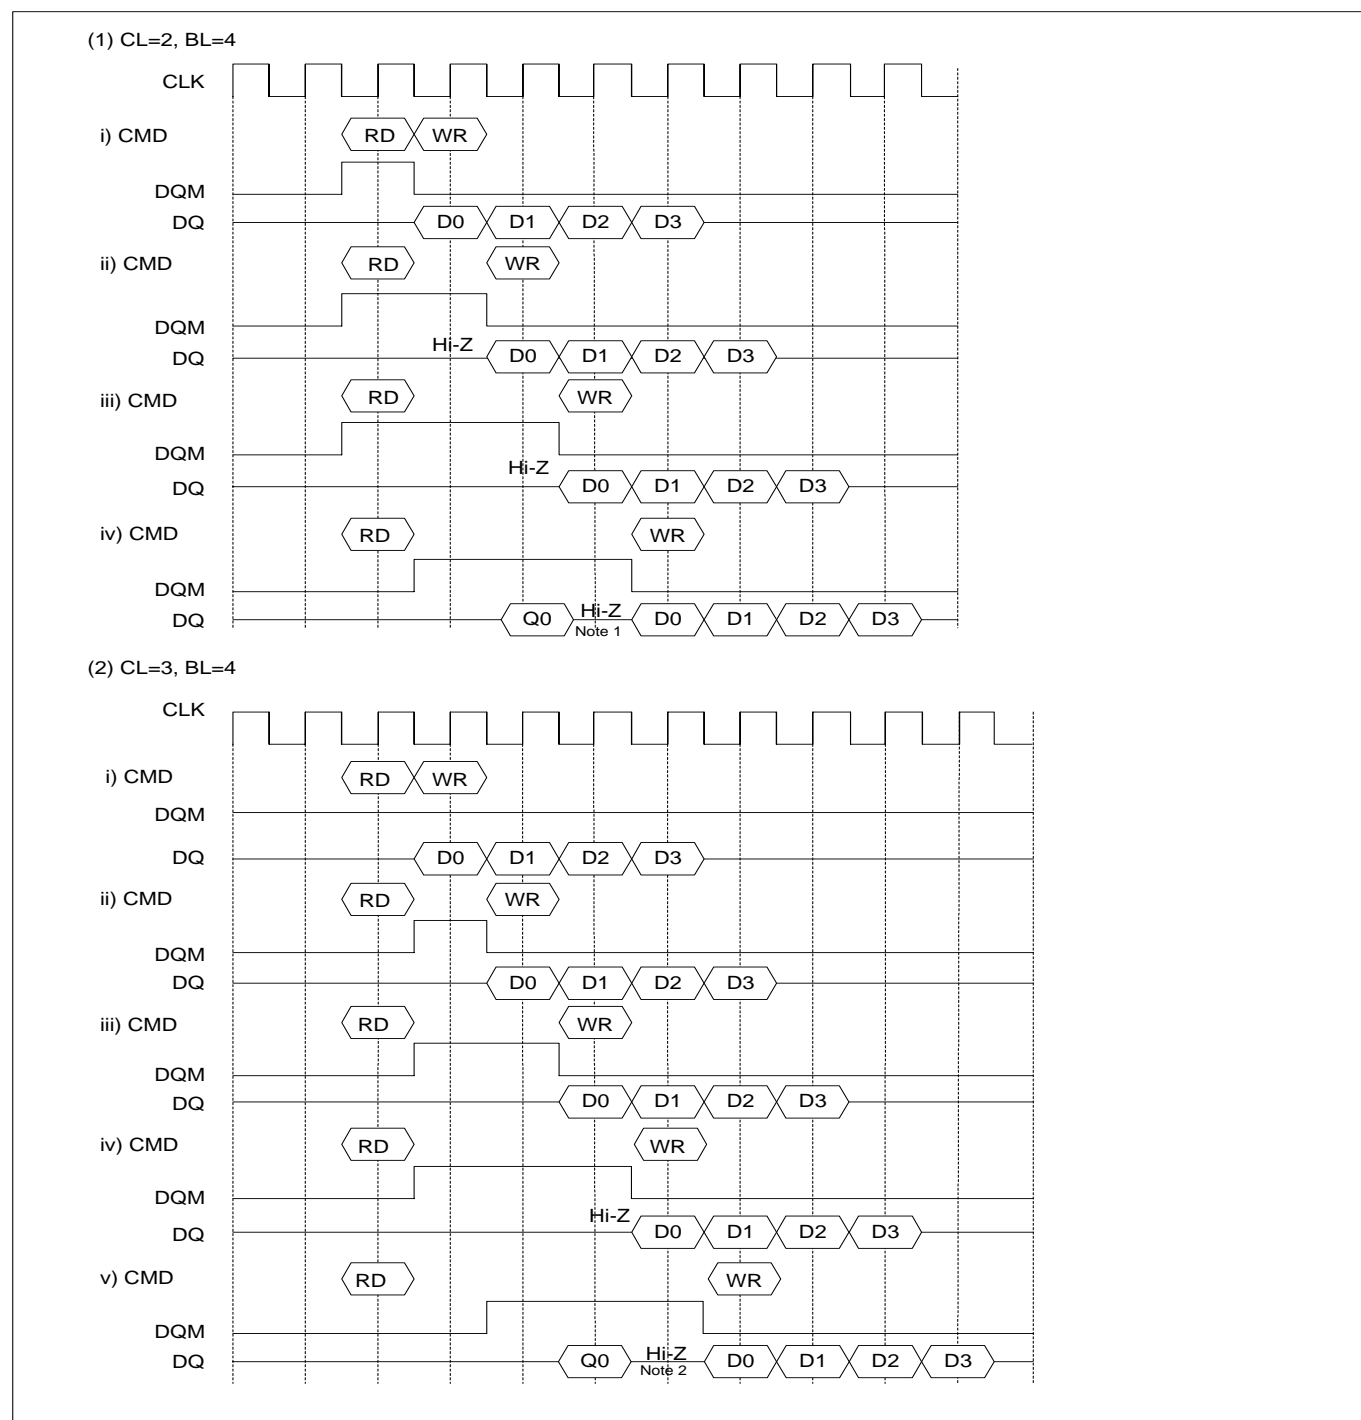 (1) CL=2, BL=4
CLK
i) CMD RD WR
DQM
DQ D0 D1 D2 D3
ii) CMD RD WR
DQM
Hi-Z
DQ D0 D1 D2 D3
iii) CMD RD WR
DQM
Hi-Z
DQ D0 D1 D2 D3
iv) CMD RD WR
DQM
DQ Q0 Hi-Z D0 D1 D2 D3
Note 1
(2) CL=3, BL=4
CLK
i) CMD RD WR
DQM
DQ D0 D1 D2 D3
ii) CMD RD WR
DQM
DQ D0 D1 D2 D3
iii) CMD RD WR
DQM
DQ D0 D1 D2 D3
iv) CMD RD WR
DQM
Hi-Z
DQ D0 D1 D2 D3
v) CMD RD WR
DQM
DQ Q0 Hi-Z D0 D1 D2 D3
Note 2